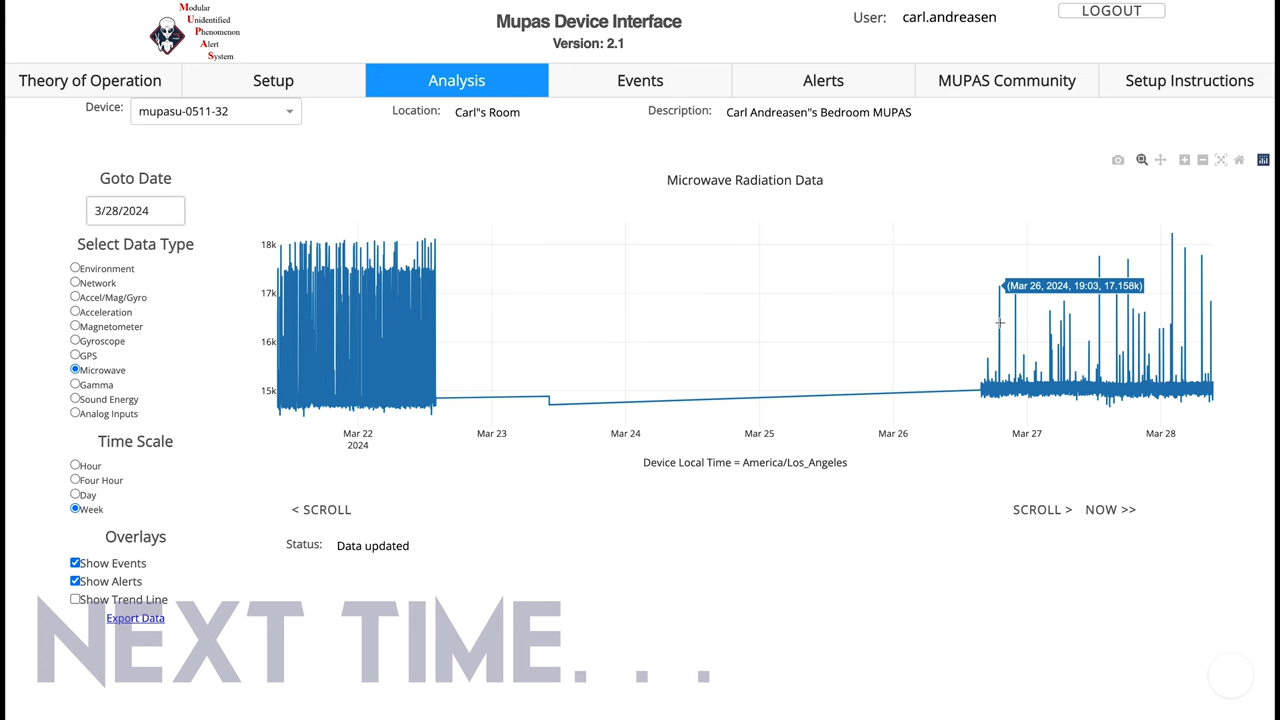 Modular
Unidentified
Phenomenon
Alert
System
Mupas Device Interface
Version: 2.1
User: carl.andreasen
LOGOUT
Theory of Operation
Setup
Analysis
Events
Alerts
MUPAS Community
Setup Instructions
Device: mupasu-0511-32
Location: Carl"s Room
Description: Carl Andreasen"s Bedroom MUPAS
Goto Date
3/28/2024
Select Data Type
Environment
Network
Accel/Mag/Gyro
Acceleration
Magnetometer
Gyroscope
GPS
Microwave
Gamma
Sound Energy
Analog Inputs
Time Scale
Hour
Four Hour
Day
Week
Overlays
Show Events
Show Alerts
Show Trend Line
Export Data
Microwave Radiation Data
18k
17k
16k
15k
(Mar 26, 2024, 19:03, 17.158k)
Mar 22
2024
Mar 23
Mar 24
Mar 25
Mar 26
Mar 27
Mar 28
Device Local Time = America/Los_Angeles
< SCROLL
SCROLL >
NOW >>
Status: Data updated
NEXT TIME. . .